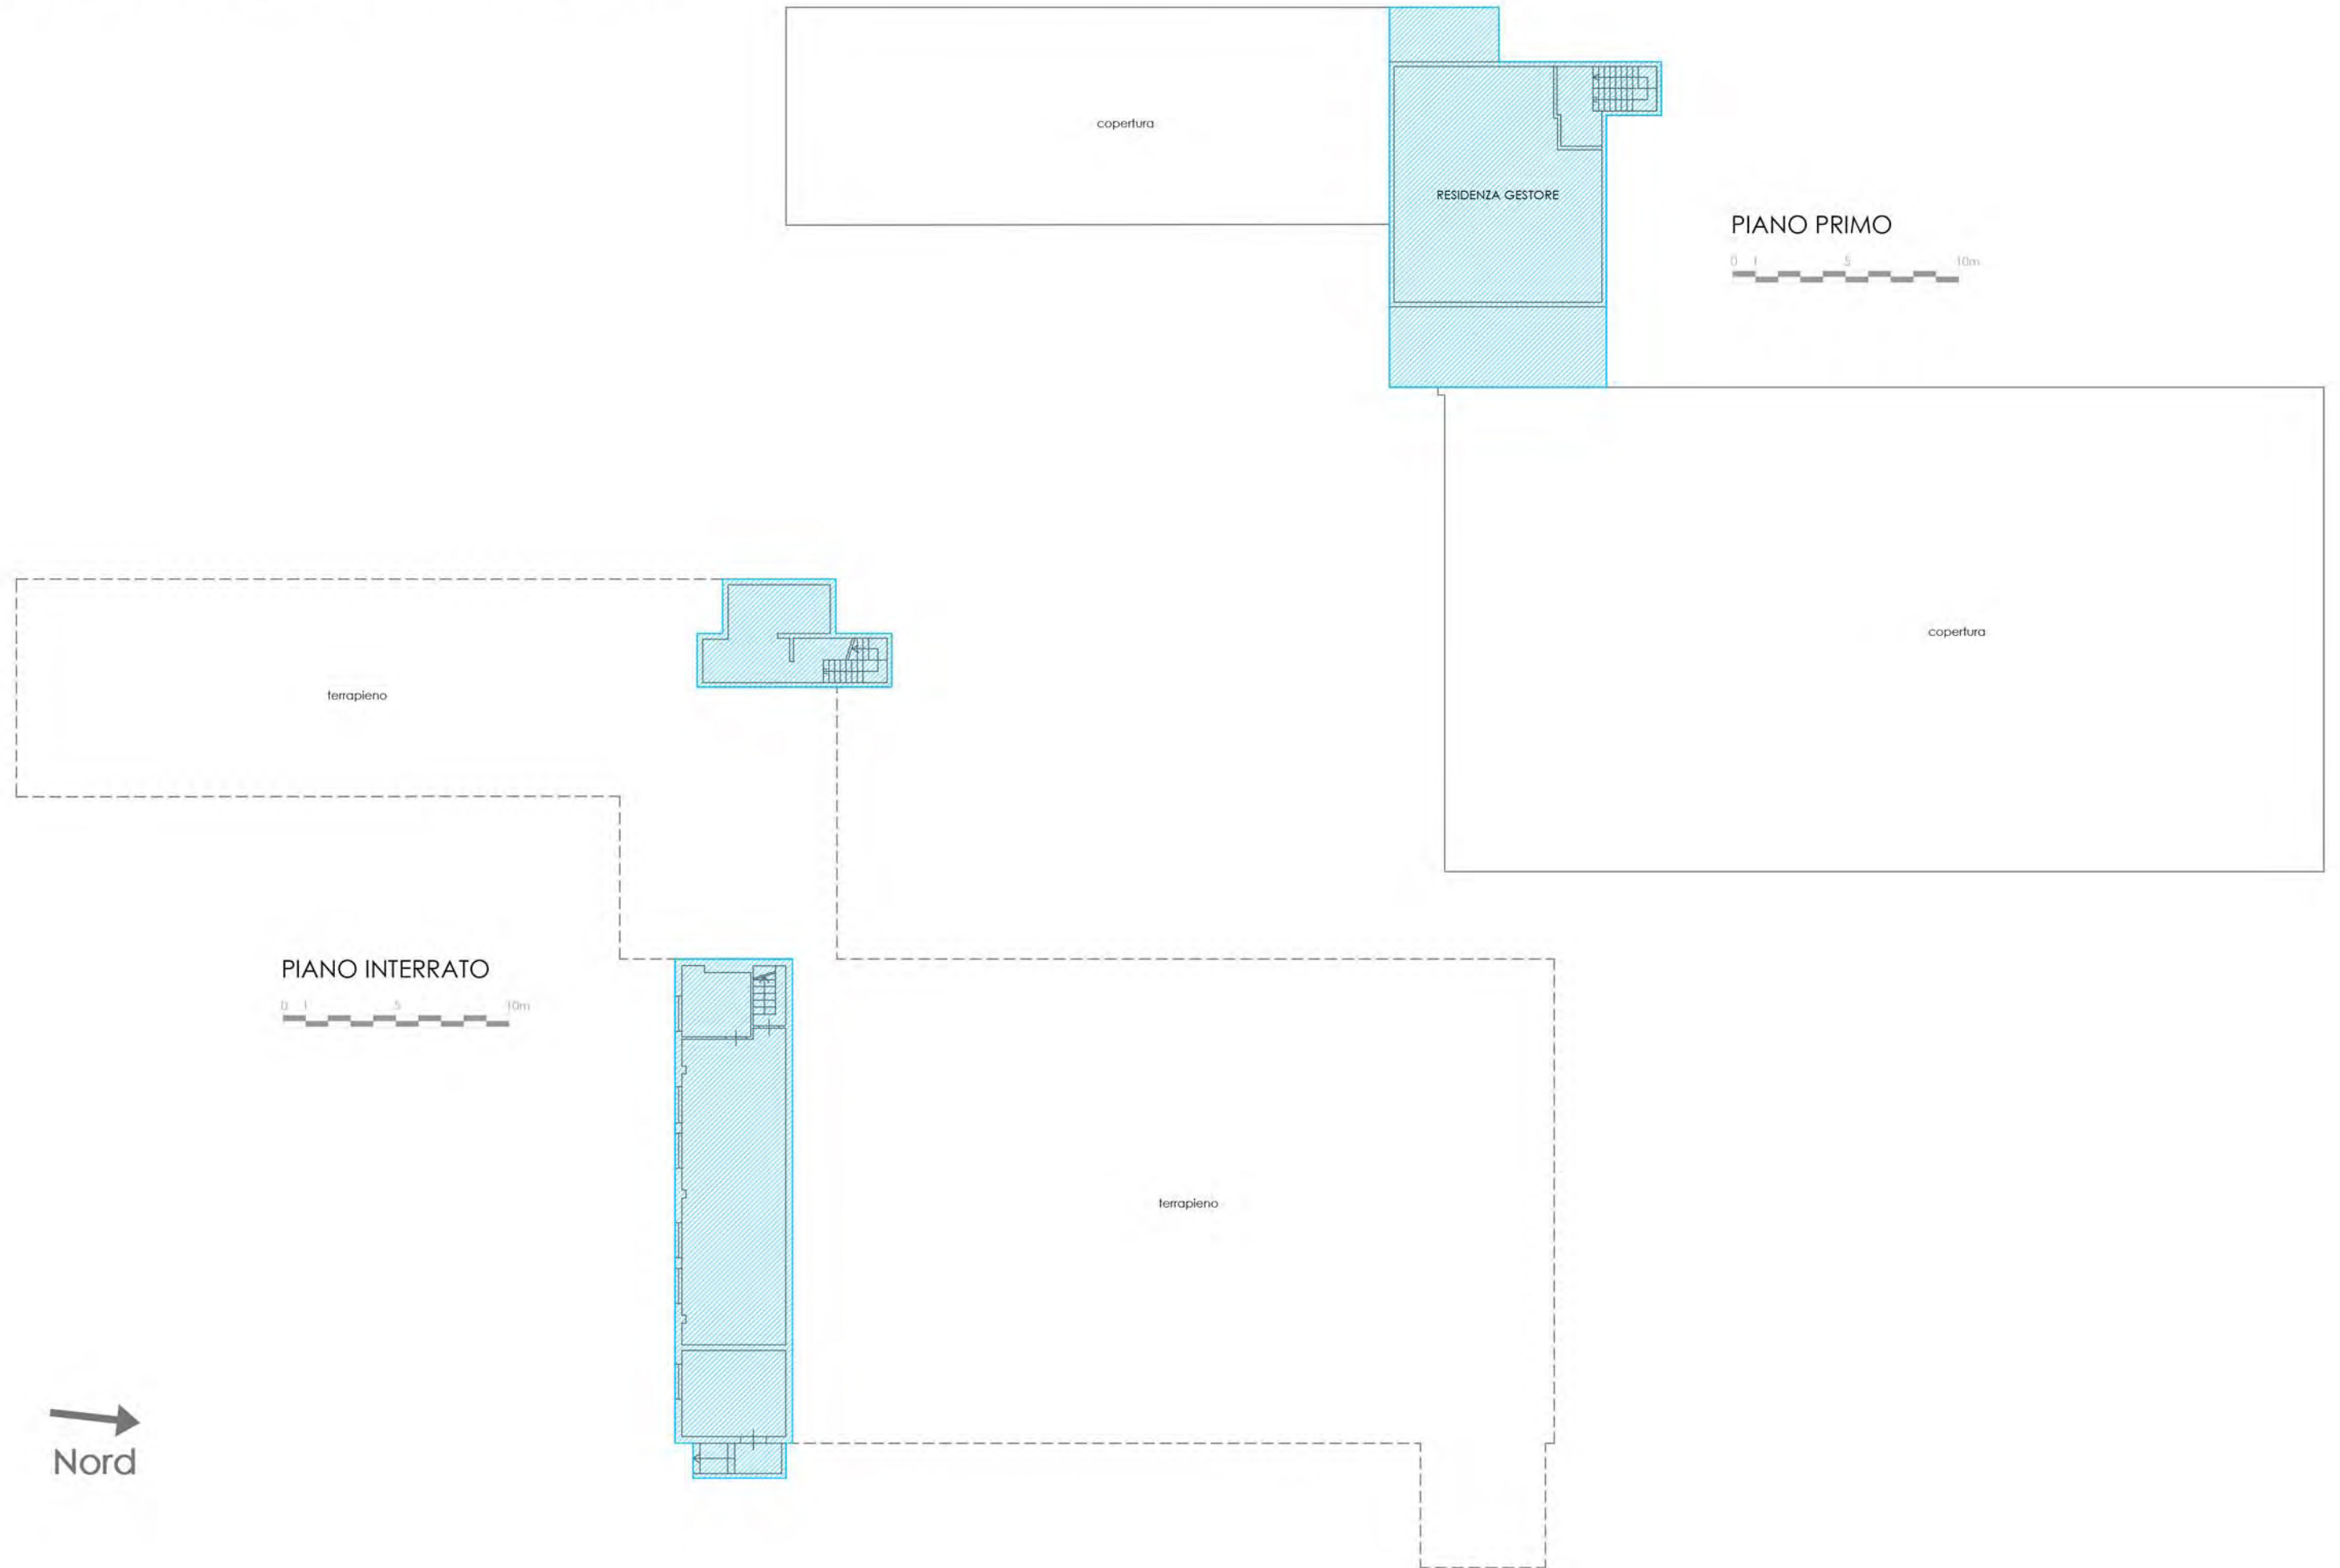 copertura
RESIDENZA GESTORE
PIANO PRIMO
0 1 5 10m
copertura
terrapieno
PIANO INTERRATO
0 1 5 10m
terrapieno
Nord